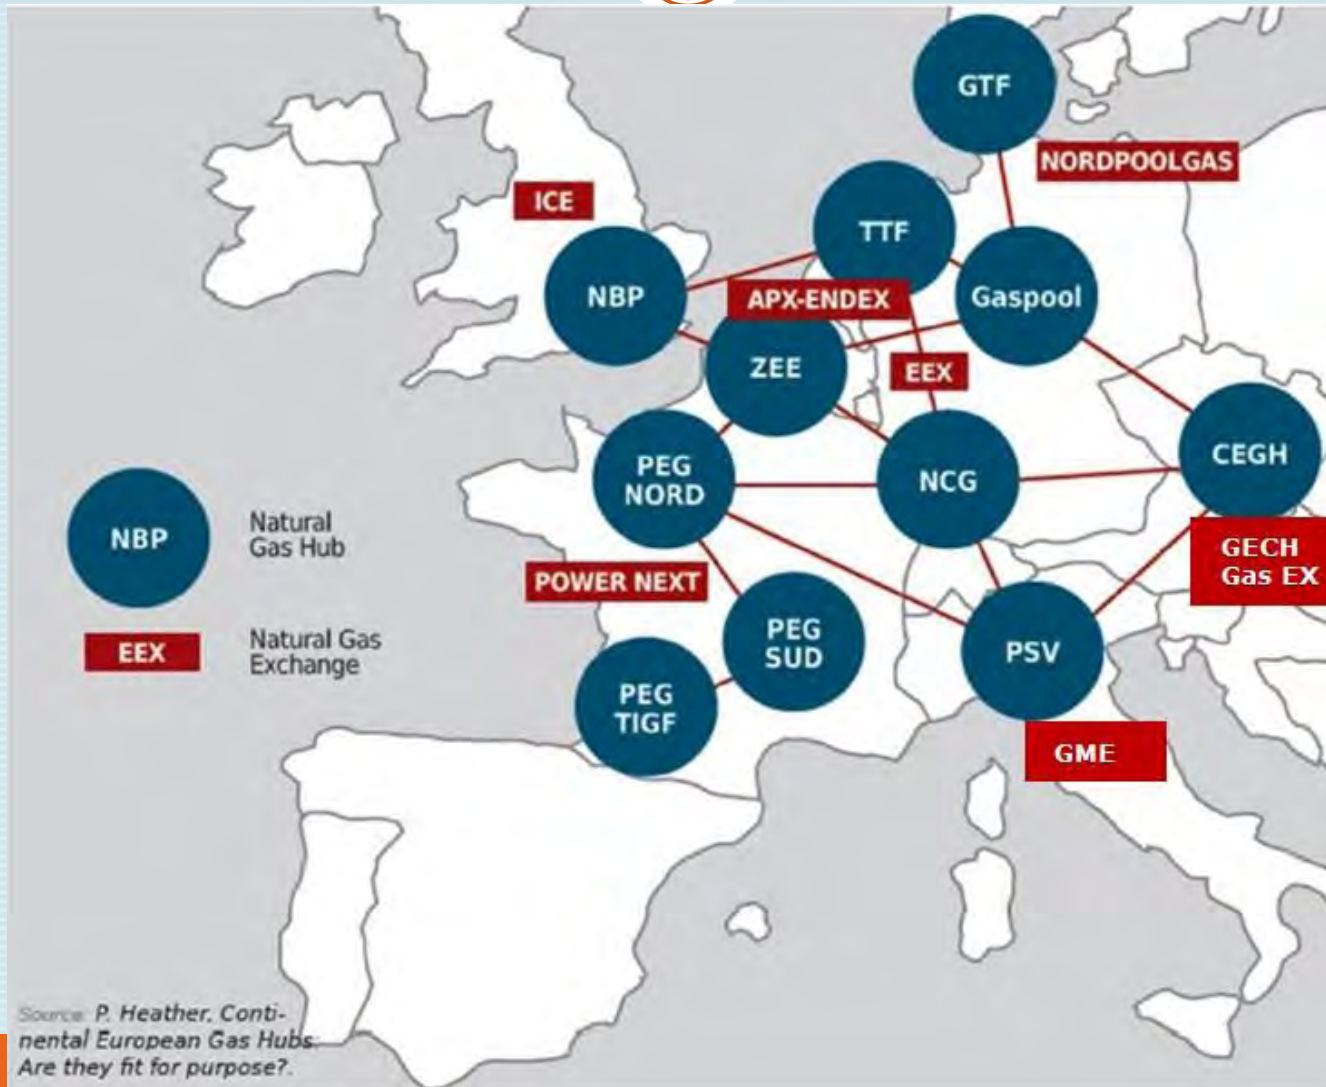 GTF
NORDPOOLGAS
ICE
TTF
NBP
APX-ENDEX
Gaspool
ZEE
EEX
PEG
NORD
NCG
CEGH
NBP
Natural
Gas Hub
GECH
Gas EX
POWER NEXT
EEX
Natural Gas
Exchange
PEG
SUD
PSV
PEG
TIGF
GME
Source: P. Heather. Conti-
nental European Gas Hubs.
Are they fit for purpose?.